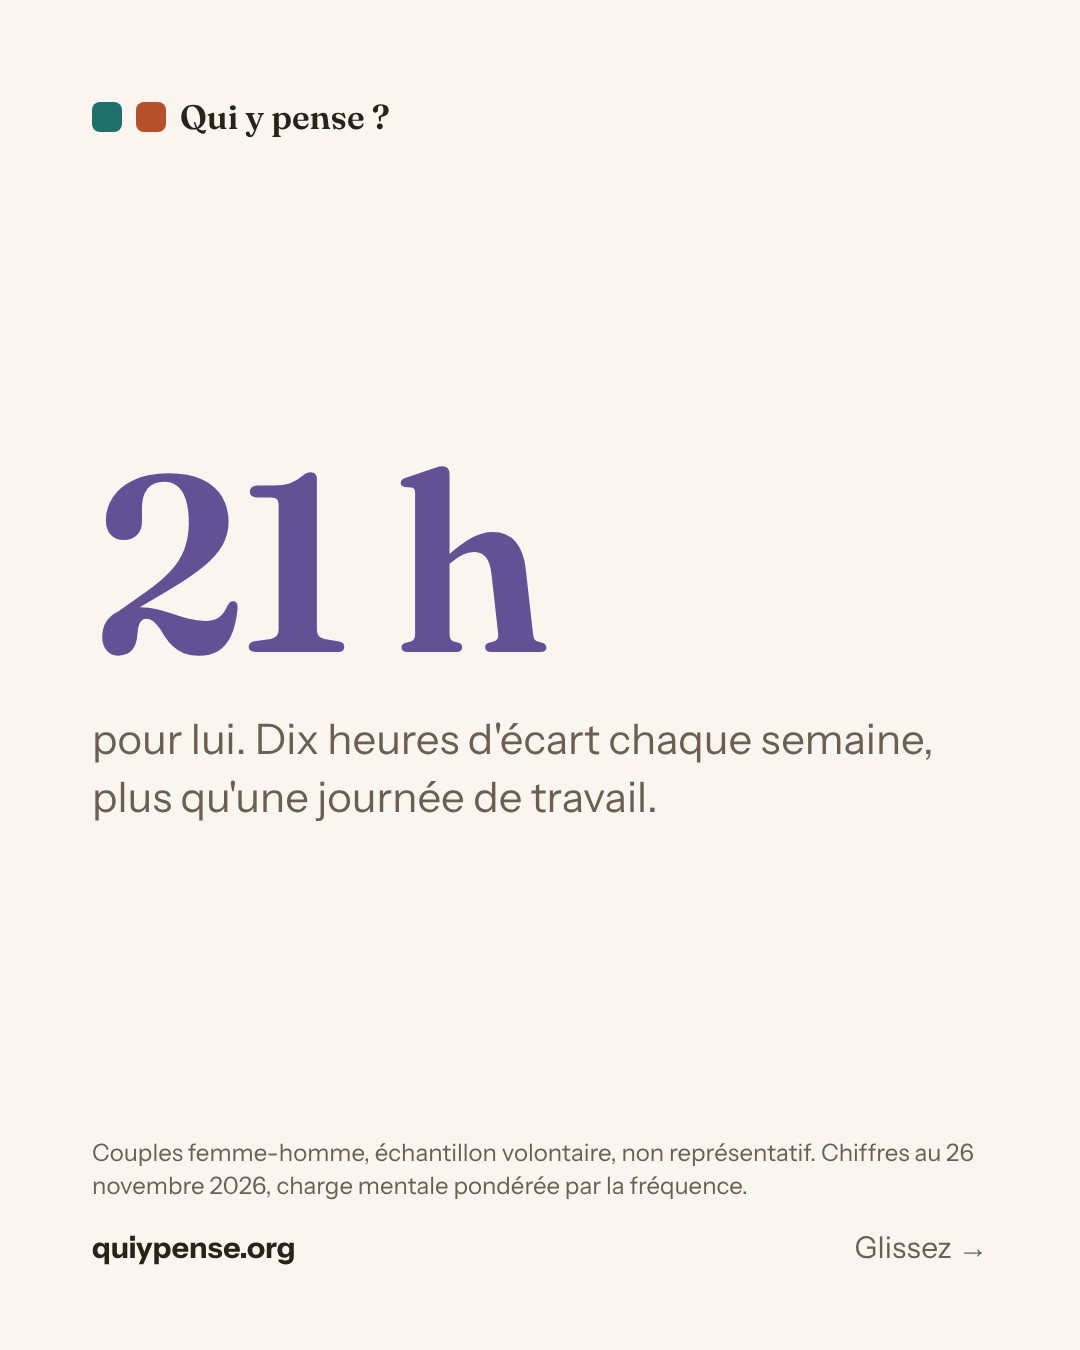 Qui y pense ?
21 h
pour lui. Dix heures d'écart chaque semaine,
plus qu'une journée de travail.
Couples femme-homme, échantillon volontaire, non représentatif. Chiffres au 26
novembre 2026, charge mentale pondérée par la fréquence.
quiypense.org
Glissez →